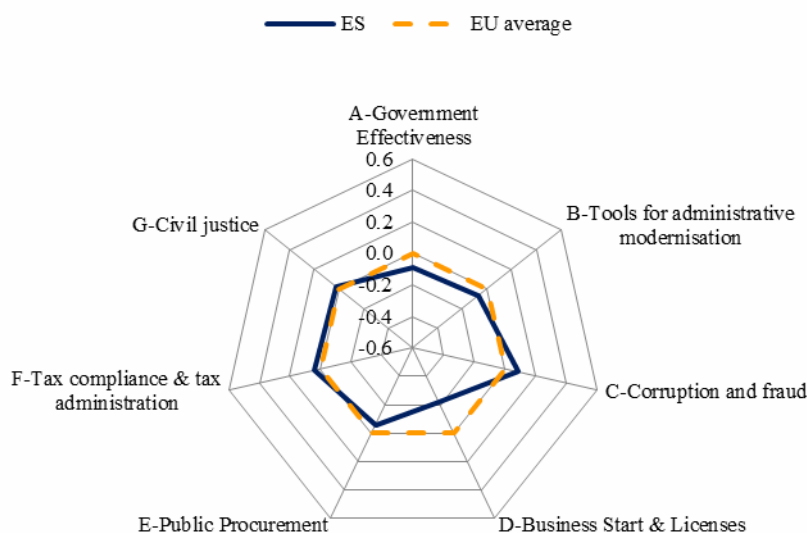 ES
EU average
A-Government
Effectiveness
0.6
0.4
0.2
0.0
-0.2
-0.4
-0.6
B-Tools for administrative
modernisation
C-Corruption and fraud
D-Business Start & Licenses
E-Public Procurement
F-Tax compliance & tax
administration
G-Civil justice